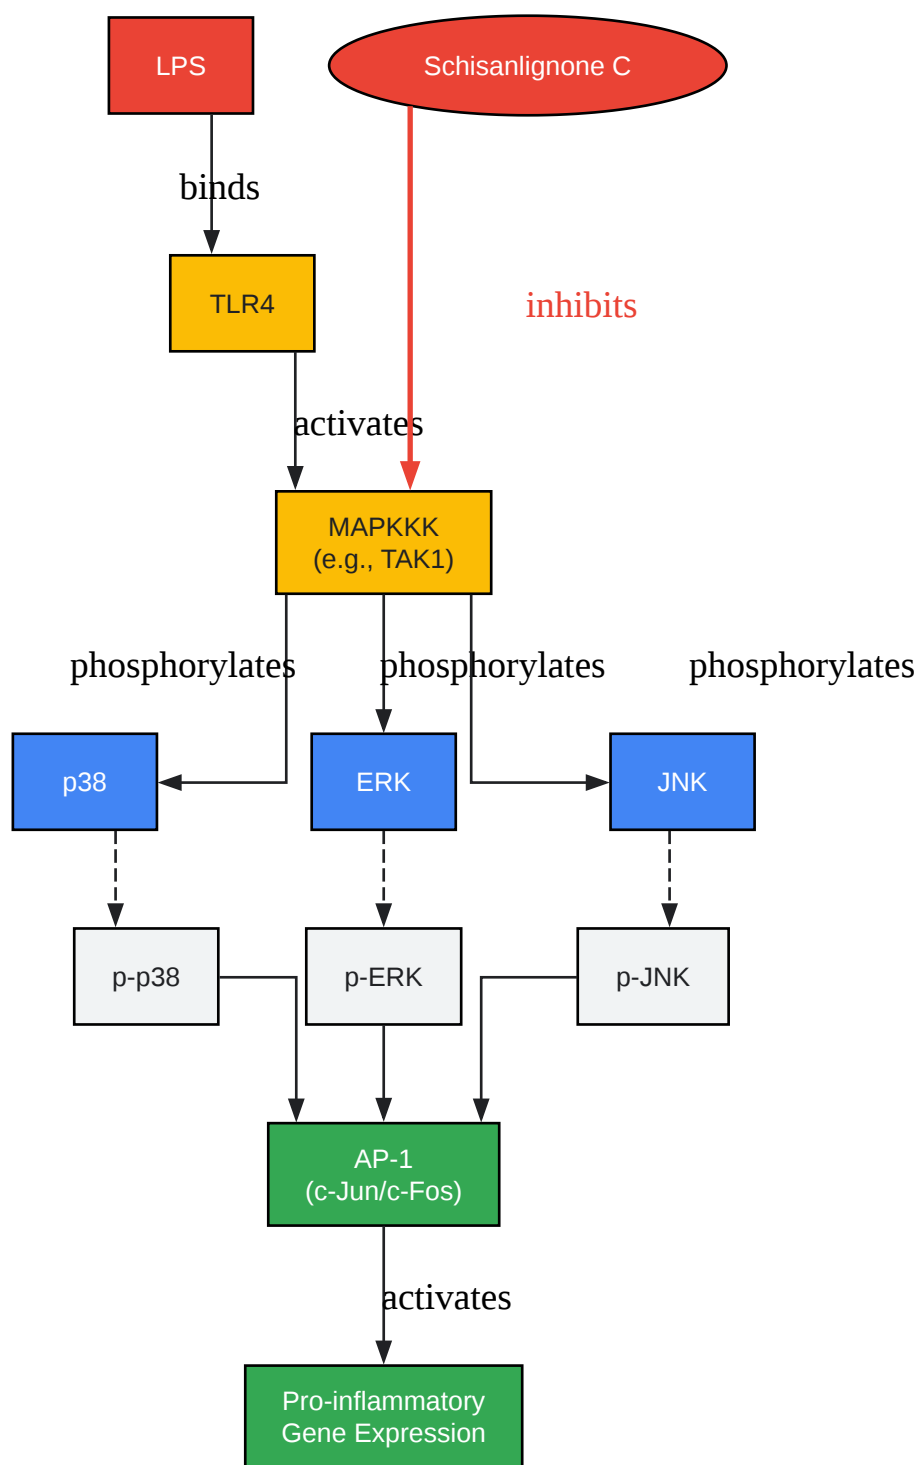 LPS
Schisanlignone C
binds
TLR4
inhibits
activates
MAPKKK
(e.g., TAK1)
phosphorylates
phosphorylates
phosphorylates
p38
ERK
JNK
p-p38
p-ERK
p-JNK
AP-1
(c-Jun/c-Fos)
activates
Pro-inflammatory
Gene Expression